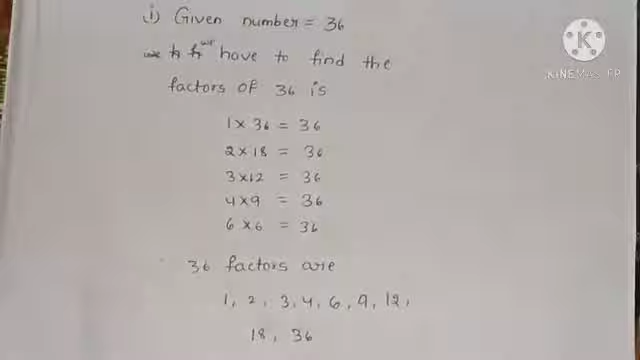 i) Given number = 36
we have to find the
factors of 36 is
1 × 36 = 36
2 × 18 = 36
3 × 12 = 36
4 × 9 = 36
6 × 6 = 36
36 factors are
1, 2, 3, 4, 6, 9, 12,
18, 36
K